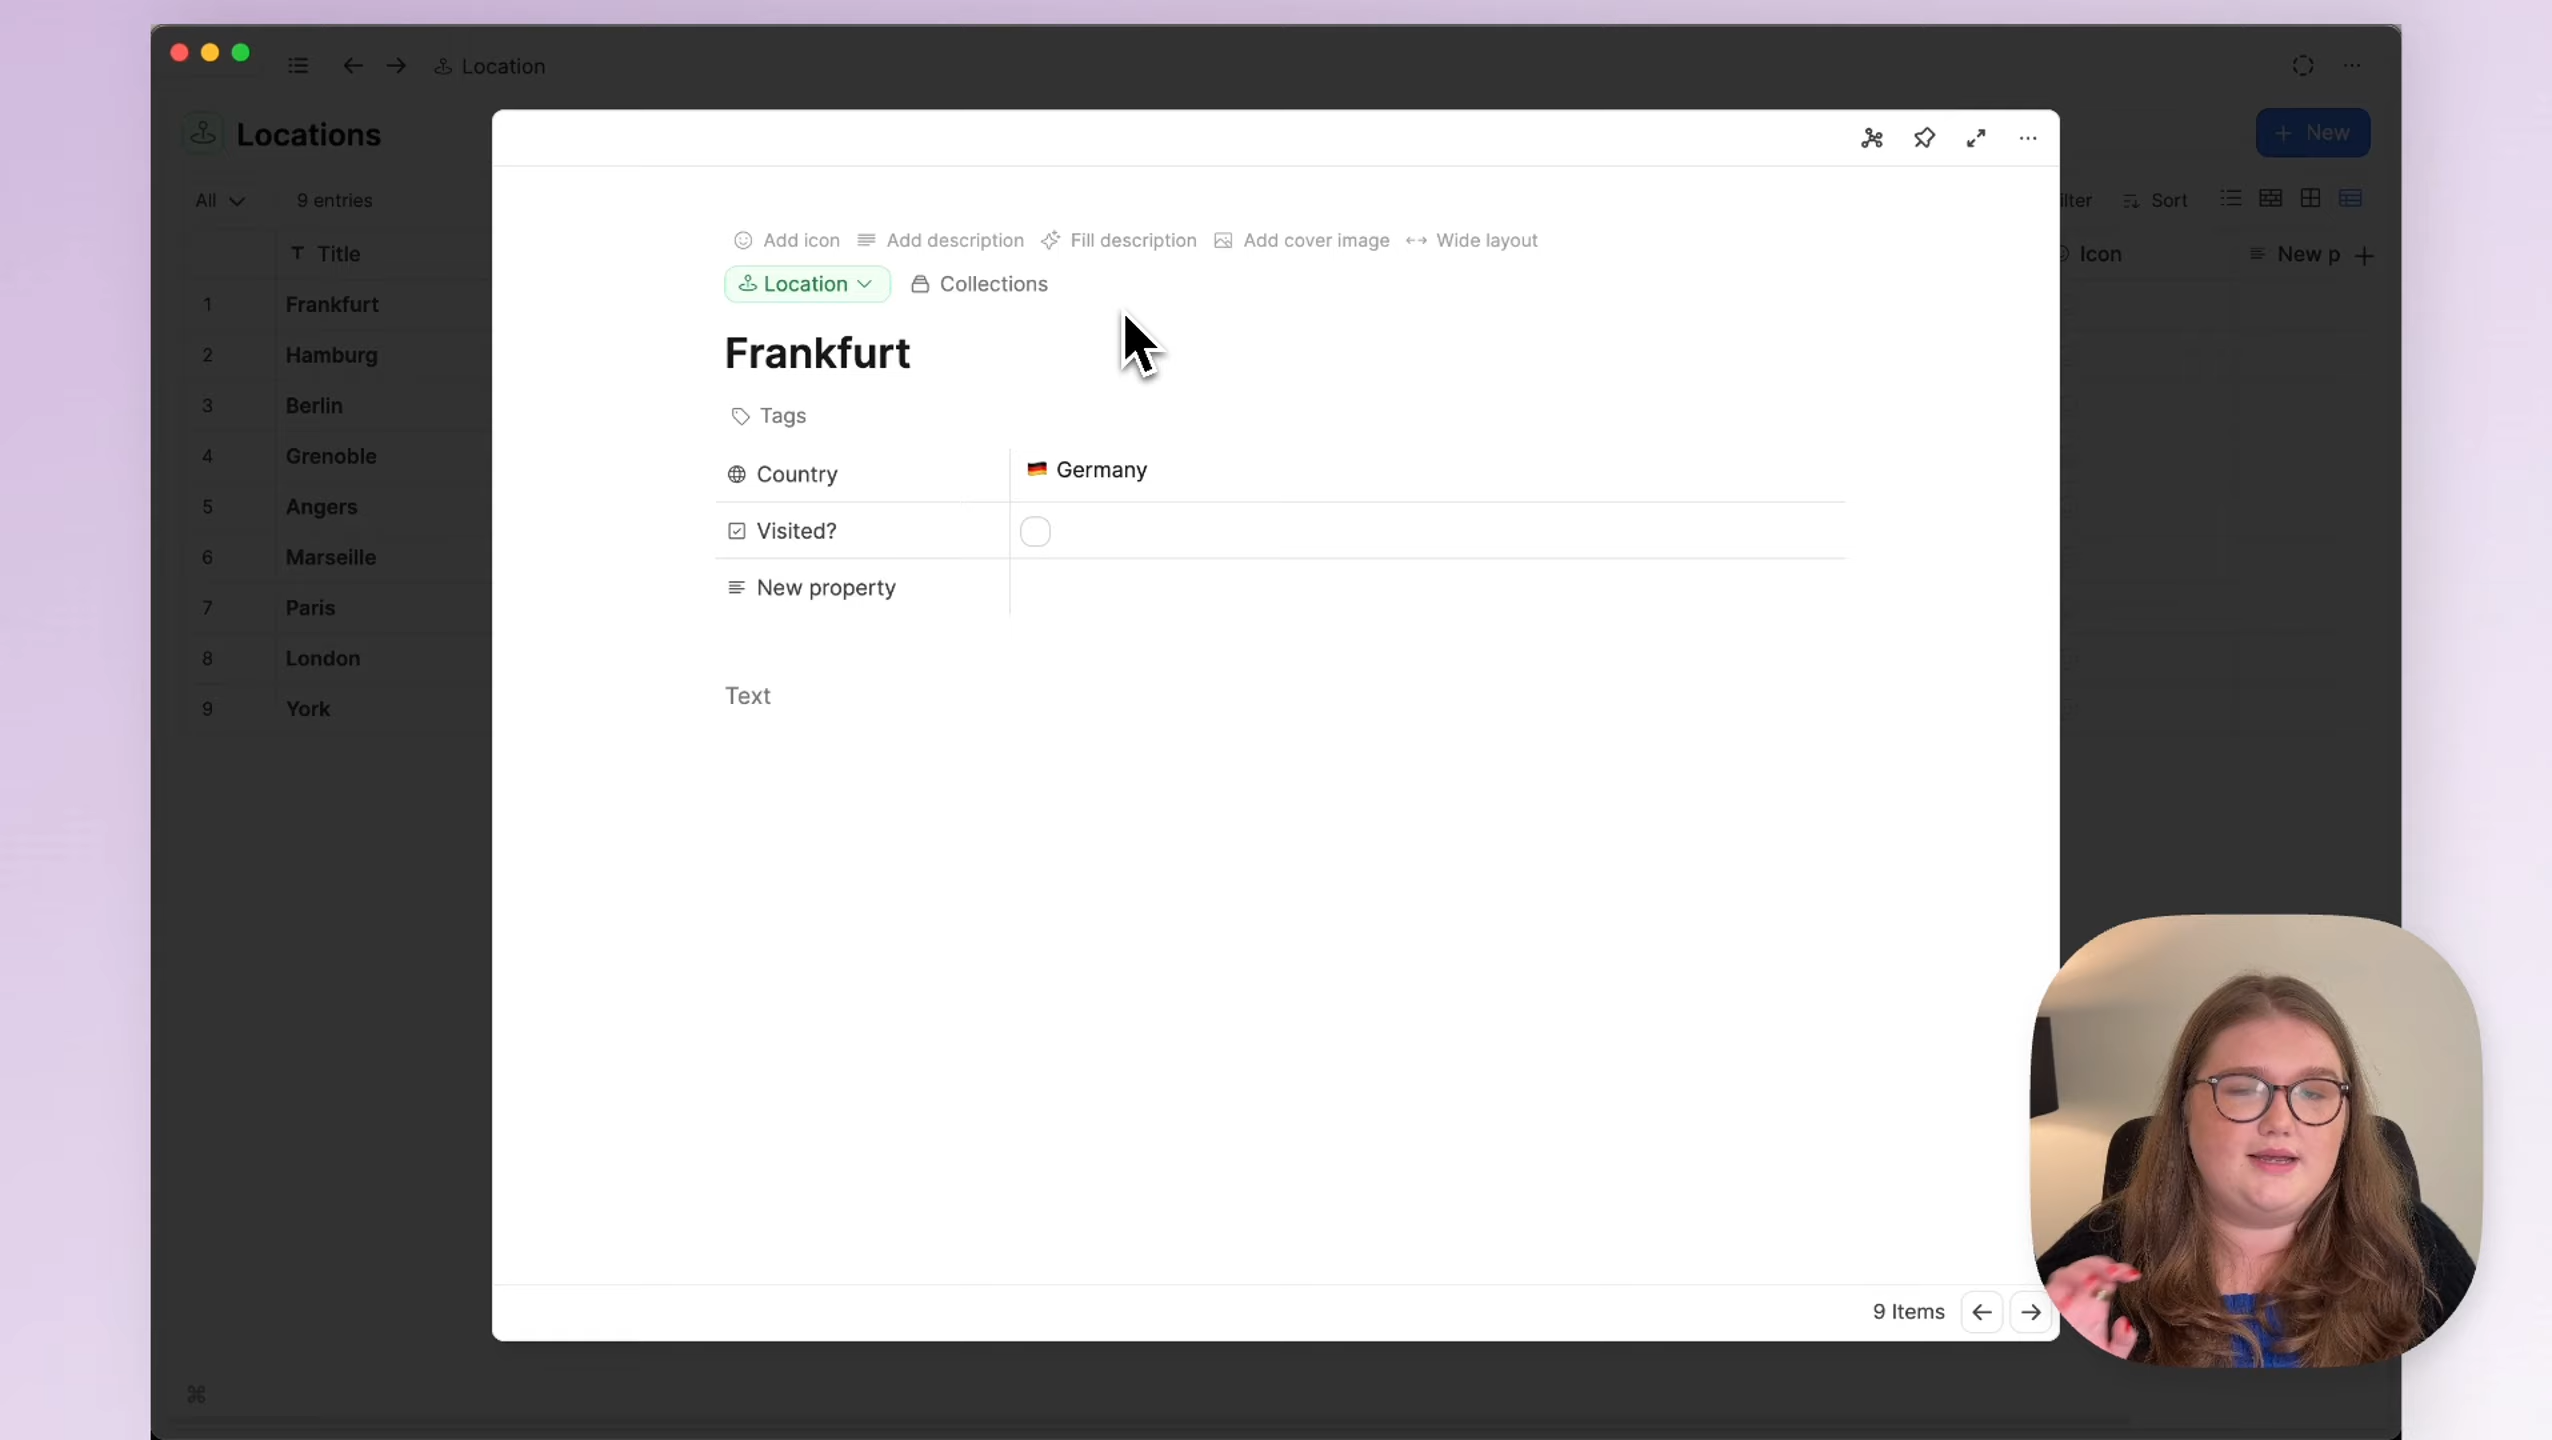 Location
Locations
+ New
All
9 entries
ilter
Sort
Title
Icon
New p
1
Frankfurt
2
Hamburg
3
Berlin
4
Grenoble
5
Angers
6
Marseille
7
Paris
8
London
9
York
Add icon
Add description
Fill description
Add cover image
Wide layout
Location
Collections
Frankfurt
Tags
Country
🇩🇪 Germany
Visited?
New property
Text
9 Items